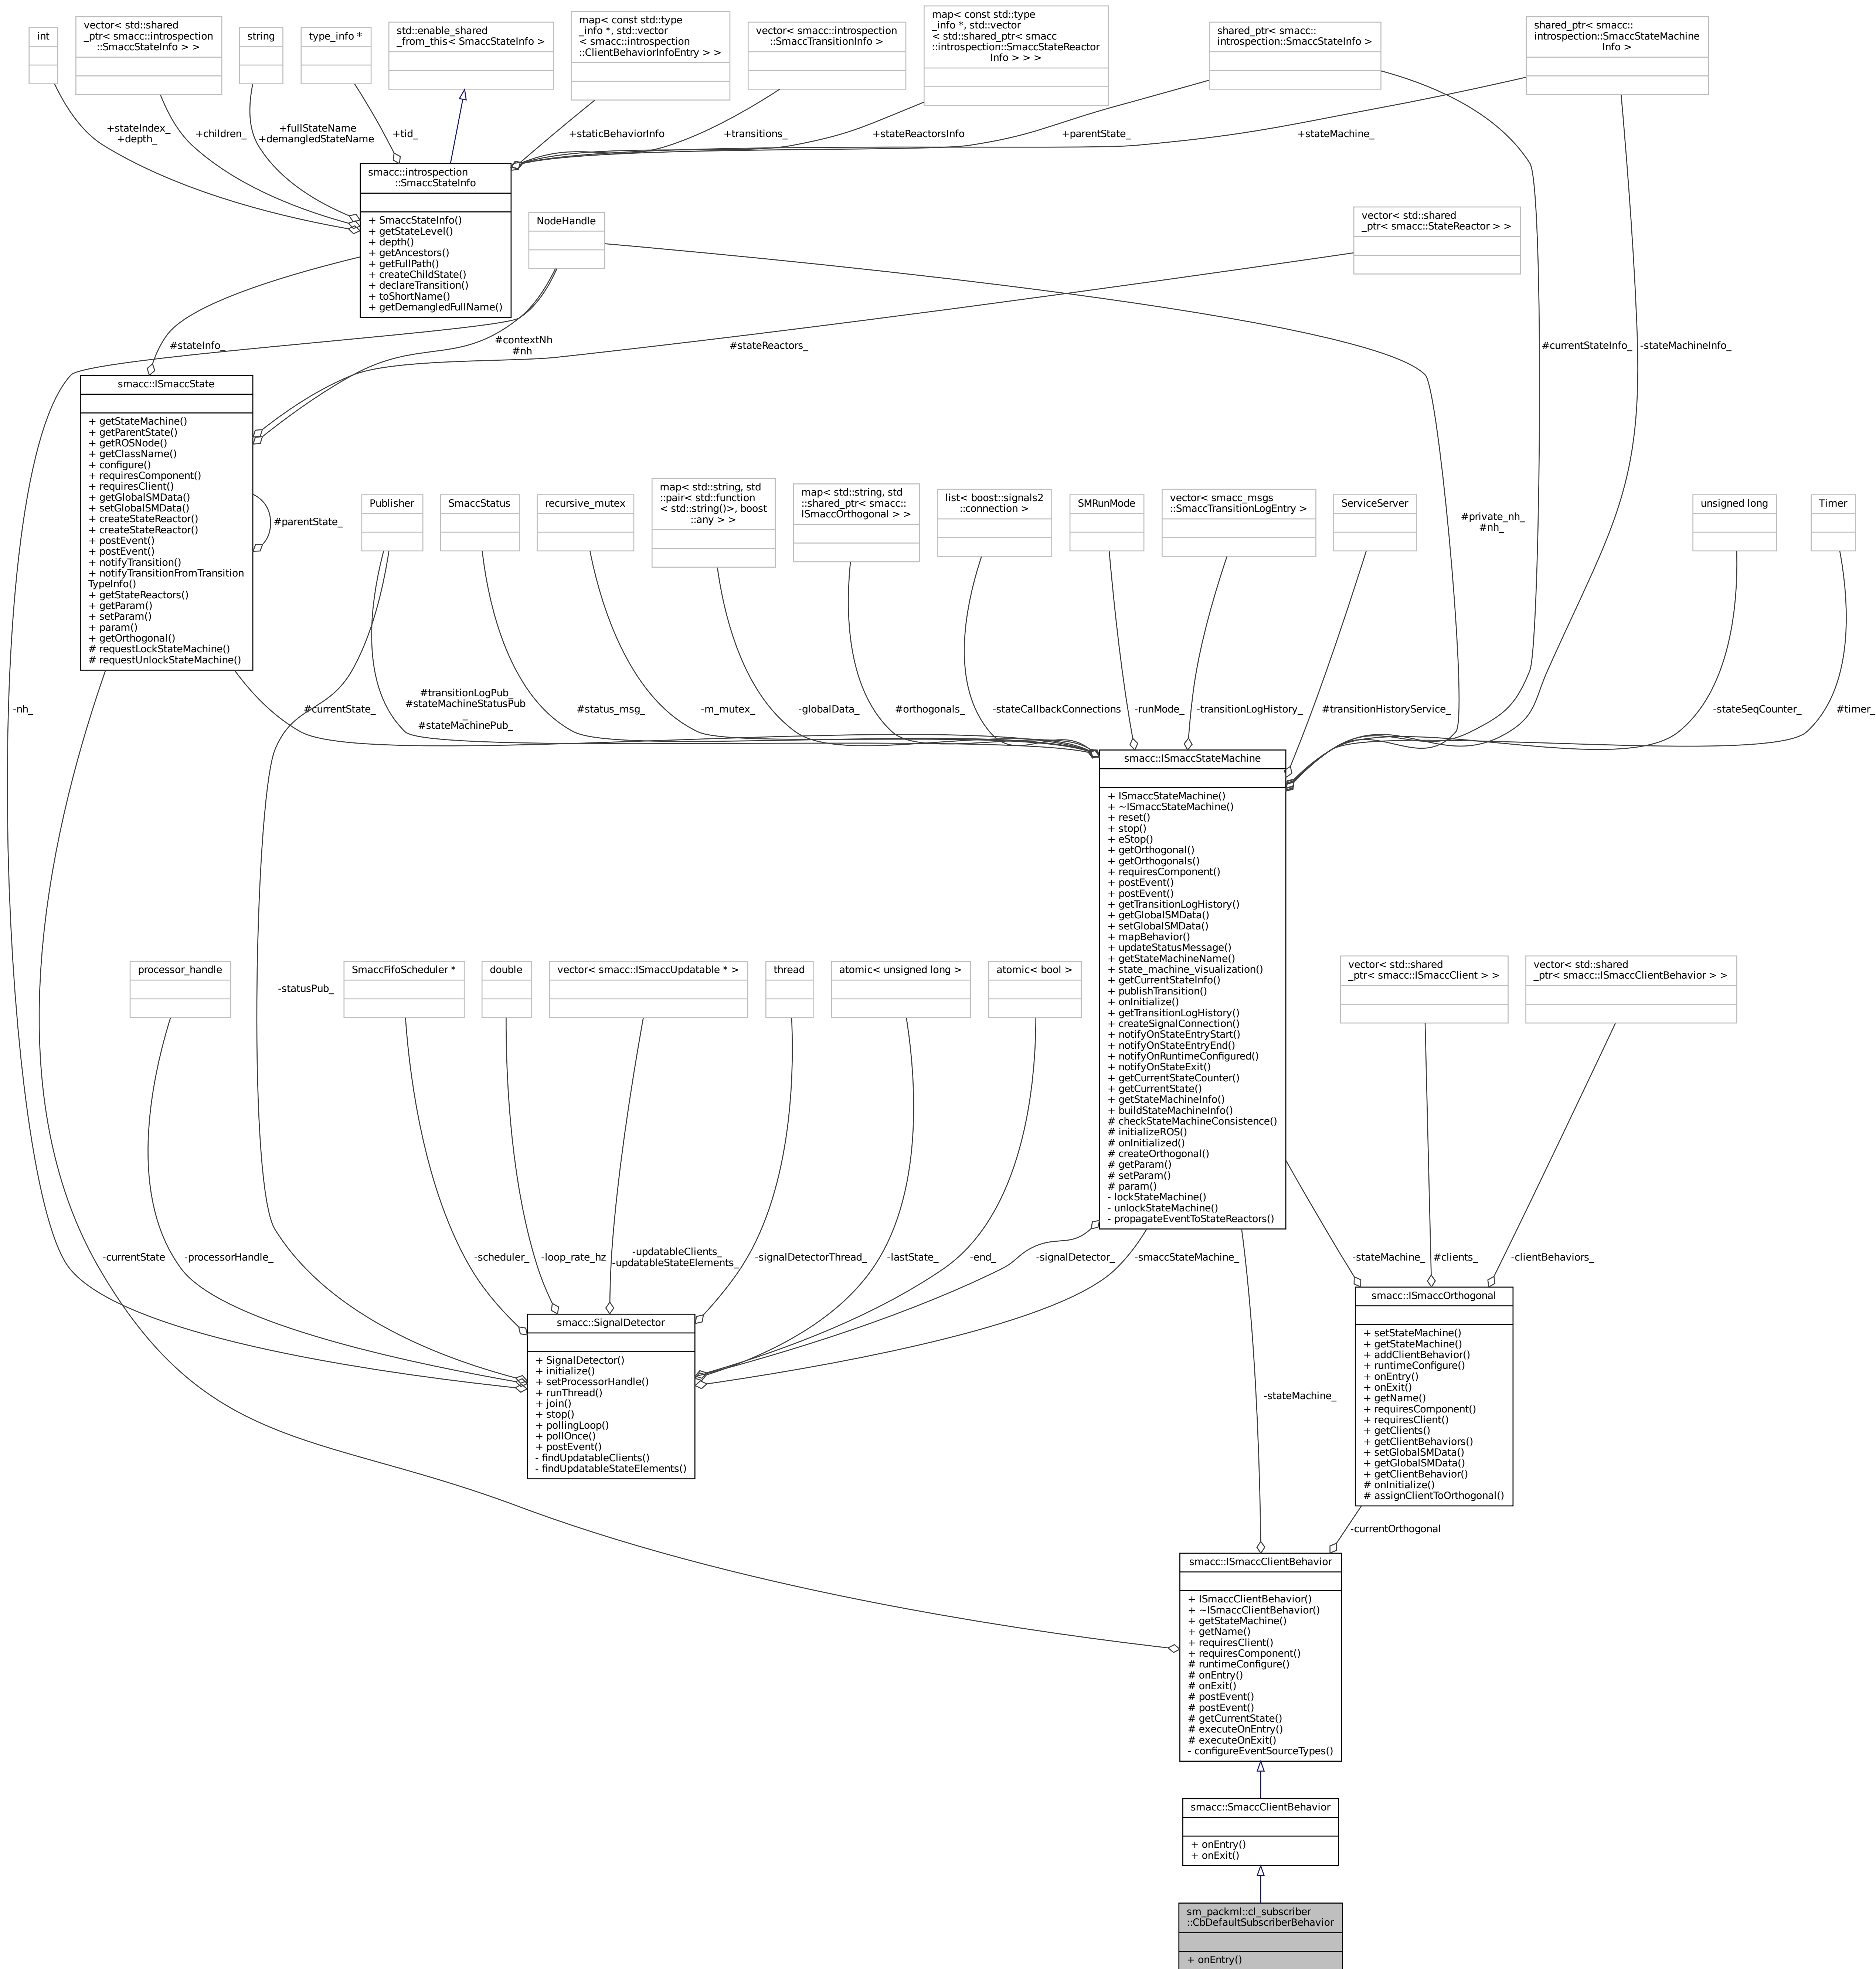 int
vector< std::shared
_ptr< smacc::introspection
::SmaccStateInfo > >
string
type_info *
std::enable_shared
_from_this< SmaccStateInfo >
map< const std::type
_info *, std::vector
< smacc::introspection
::ClientBehaviorInfoEntry > >
vector< smacc::introspection
::SmaccTransitionInfo >
map< const std::type
_info *, std::vector
< std::shared_ptr< smacc
::introspection::SmaccStateReactor
Info > > >
shared_ptr< smacc::
introspection::SmaccStateInfo >
shared_ptr< smacc::
introspection::SmaccStateMachine
Info >
+stateIndex_
+depth_
+children_
+fullStateName
+demangledStateName
+tid_
+staticBehaviorInfo
+transitions_
+stateReactorsInfo
+parentState_
+stateMachine_
smacc::introspection
::SmaccStateInfo
+ SmaccStateInfo()
+ getStateLevel()
+ depth()
+ getAncestors()
+ getFullPath()
+ createChildState()
+ declareTransition()
+ toShortName()
+ getDemangledFullName()
NodeHandle
vector< std::shared
_ptr< smacc::StateReactor > >
#stateInfo_
#contextNh
#nh
#stateReactors_
#currentStateInfo_
-stateMachineInfo_
smacc::ISmaccState
+ getStateMachine()
+ getParentState()
+ getROSNode()
+ getClassName()
+ configure()
+ requiresComponent()
+ requiresClient()
+ getGlobalSMData()
+ setGlobalSMData()
+ createStateReactor()
+ createStateReactor()
+ postEvent()
+ postEvent()
+ notifyTransition()
+ notifyTransitionFromTransition
TypeInfo()
+ getStateReactors()
+ getParam()
+ setParam()
+ param()
+ getOrthogonal()
# requestLockStateMachine()
# requestUnlockStateMachine()
#parentState_
Publisher
SmaccStatus
recursive_mutex
map< std::string, std
::pair< std::function
< std::string()>, boost
::any > >
map< std::string, std
::shared_ptr< smacc::
ISmaccOrthogonal > >
list< boost::signals2
::connection >
SMRunMode
vector< smacc_msgs
::SmaccTransitionLogEntry >
ServiceServer
#private_nh_
#nh_
unsigned long
Timer
-nh_
#currentState_
#transitionLogPub_
#stateMachineStatusPub
_
#stateMachinePub_
#status_msg_
-m_mutex_
-globalData_
#orthogonals_
-stateCallbackConnections
-runMode_
-transitionLogHistory_
#transitionHistoryService_
-stateSeqCounter_
#timer_
smacc::ISmaccStateMachine
+ ISmaccStateMachine()
+ ~ISmaccStateMachine()
+ reset()
+ stop()
+ eStop()
+ getOrthogonal()
+ getOrthogonals()
+ requiresComponent()
+ postEvent()
+ postEvent()
+ getTransitionLogHistory()
+ getGlobalSMData()
+ setGlobalSMData()
+ mapBehavior()
+ updateStatusMessage()
+ getStateMachineName()
+ state_machine_visualization()
+ getCurrentStateInfo()
+ publishTransition()
+ onInitialize()
+ getTransitionLogHistory()
+ createSignalConnection()
+ notifyOnStateEntryStart()
+ notifyOnStateEntryEnd()
+ notifyOnRuntimeConfigured()
+ notifyOnStateExit()
+ getCurrentStateCounter()
+ getCurrentState()
+ getStateMachineInfo()
+ buildStateMachineInfo()
# checkStateMachineConsistence()
# initializeROS()
# onInitialized()
# createOrthogonal()
# getParam()
# setParam()
# param()
- lockStateMachine()
- unlockStateMachine()
- propagateEventToStateReactors()
processor_handle
-statusPub_
SmaccFifoScheduler *
double
vector< smacc::ISmaccUpdatable * >
thread
atomic< unsigned long >
atomic< bool >
vector< std::shared
_ptr< smacc::ISmaccClient > >
vector< std::shared
_ptr< smacc::ISmaccClientBehavior > >
-currentState
-processorHandle_
-scheduler_
-loop_rate_hz
-updatableClients_
-updatableStateElements_
-signalDetectorThread_
-lastState_
-end_
-signalDetector_
-smaccStateMachine_
-stateMachine_
#clients_
-clientBehaviors_
smacc::SignalDetector
+ SignalDetector()
+ initialize()
+ setProcessorHandle()
+ runThread()
+ join()
+ stop()
+ pollingLoop()
+ pollOnce()
+ postEvent()
- findUpdatableClients()
- findUpdatableStateElements()
smacc::ISmaccOrthogonal
+ setStateMachine()
+ getStateMachine()
+ addClientBehavior()
+ runtimeConfigure()
+ onEntry()
+ onExit()
+ getName()
+ requiresComponent()
+ requiresClient()
+ getClients()
+ getClientBehaviors()
+ setGlobalSMData()
+ getGlobalSMData()
+ getClientBehavior()
# onInitialize()
# assignClientToOrthogonal()
-stateMachine_
-currentOrthogonal
smacc::ISmaccClientBehavior
+ ISmaccClientBehavior()
+ ~ISmaccClientBehavior()
+ getStateMachine()
+ getName()
+ requiresClient()
+ requiresComponent()
# runtimeConfigure()
# onEntry()
# onExit()
# postEvent()
# postEvent()
# getCurrentState()
# executeOnEntry()
# executeOnExit()
- configureEventSourceTypes()
smacc::SmaccClientBehavior
+ onEntry()
+ onExit()
sm_packml::cl_subscriber
::CbDefaultSubscriberBehavior
+ onEntry()